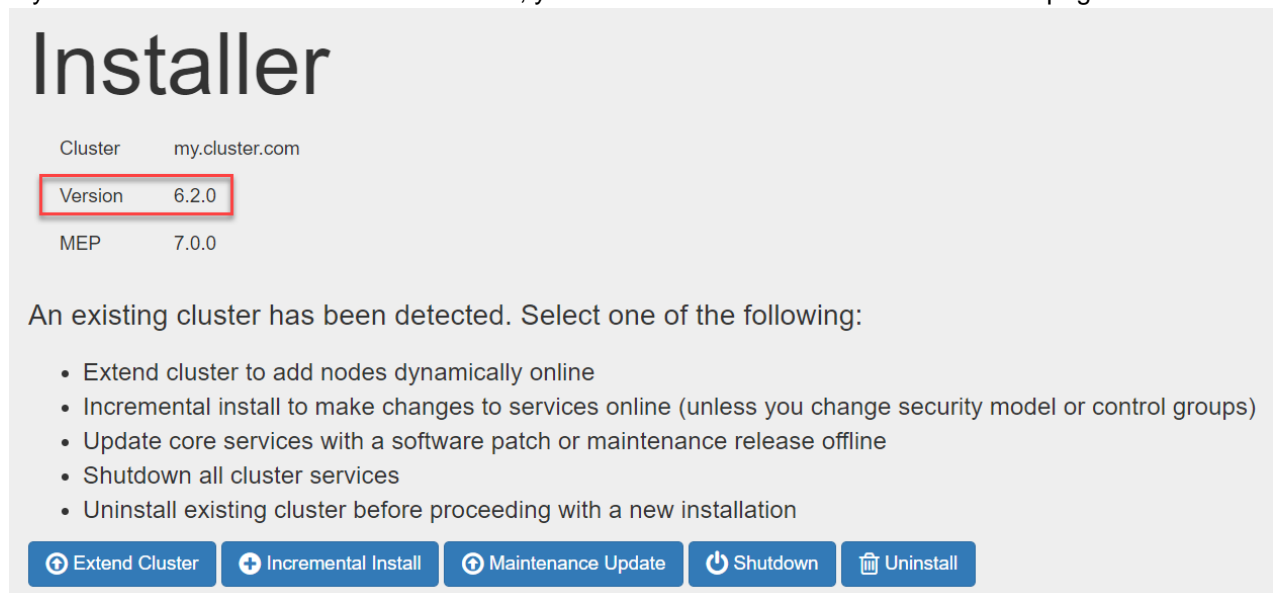 Installer
Cluster my.cluster.com
Version 6.2.0
MEP 7.0.0
An existing cluster has been detected. Select one of the following:
• Extend cluster to add nodes dynamically online
• Incremental install to make changes to services online (unless you change security model or control groups)
• Update core services with a software patch or maintenance release offline
• Shutdown all cluster services
• Uninstall existing cluster before proceeding with a new installation
Extend Cluster Incremental Install Maintenance Update Shutdown Uninstall